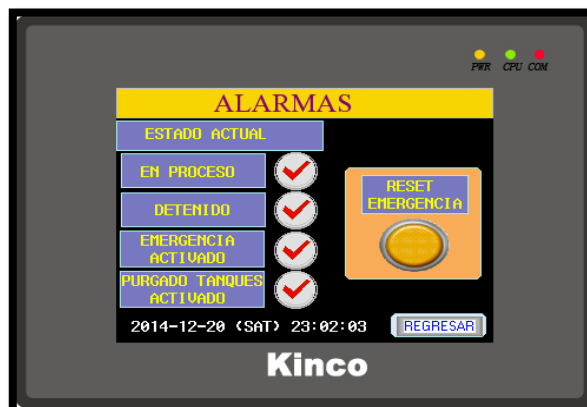 PWR CPU COM
ALARMAS
ESTADO ACTUAL
EN PROCESO
DETENIDO
EMERGENCIA
ACTIVADO
PURGADO TANQUES
ACTIVADO
RESET
EMERGENCIA
2014-12-20 (SAT) 23:02:03
REGRESAR
Kinco